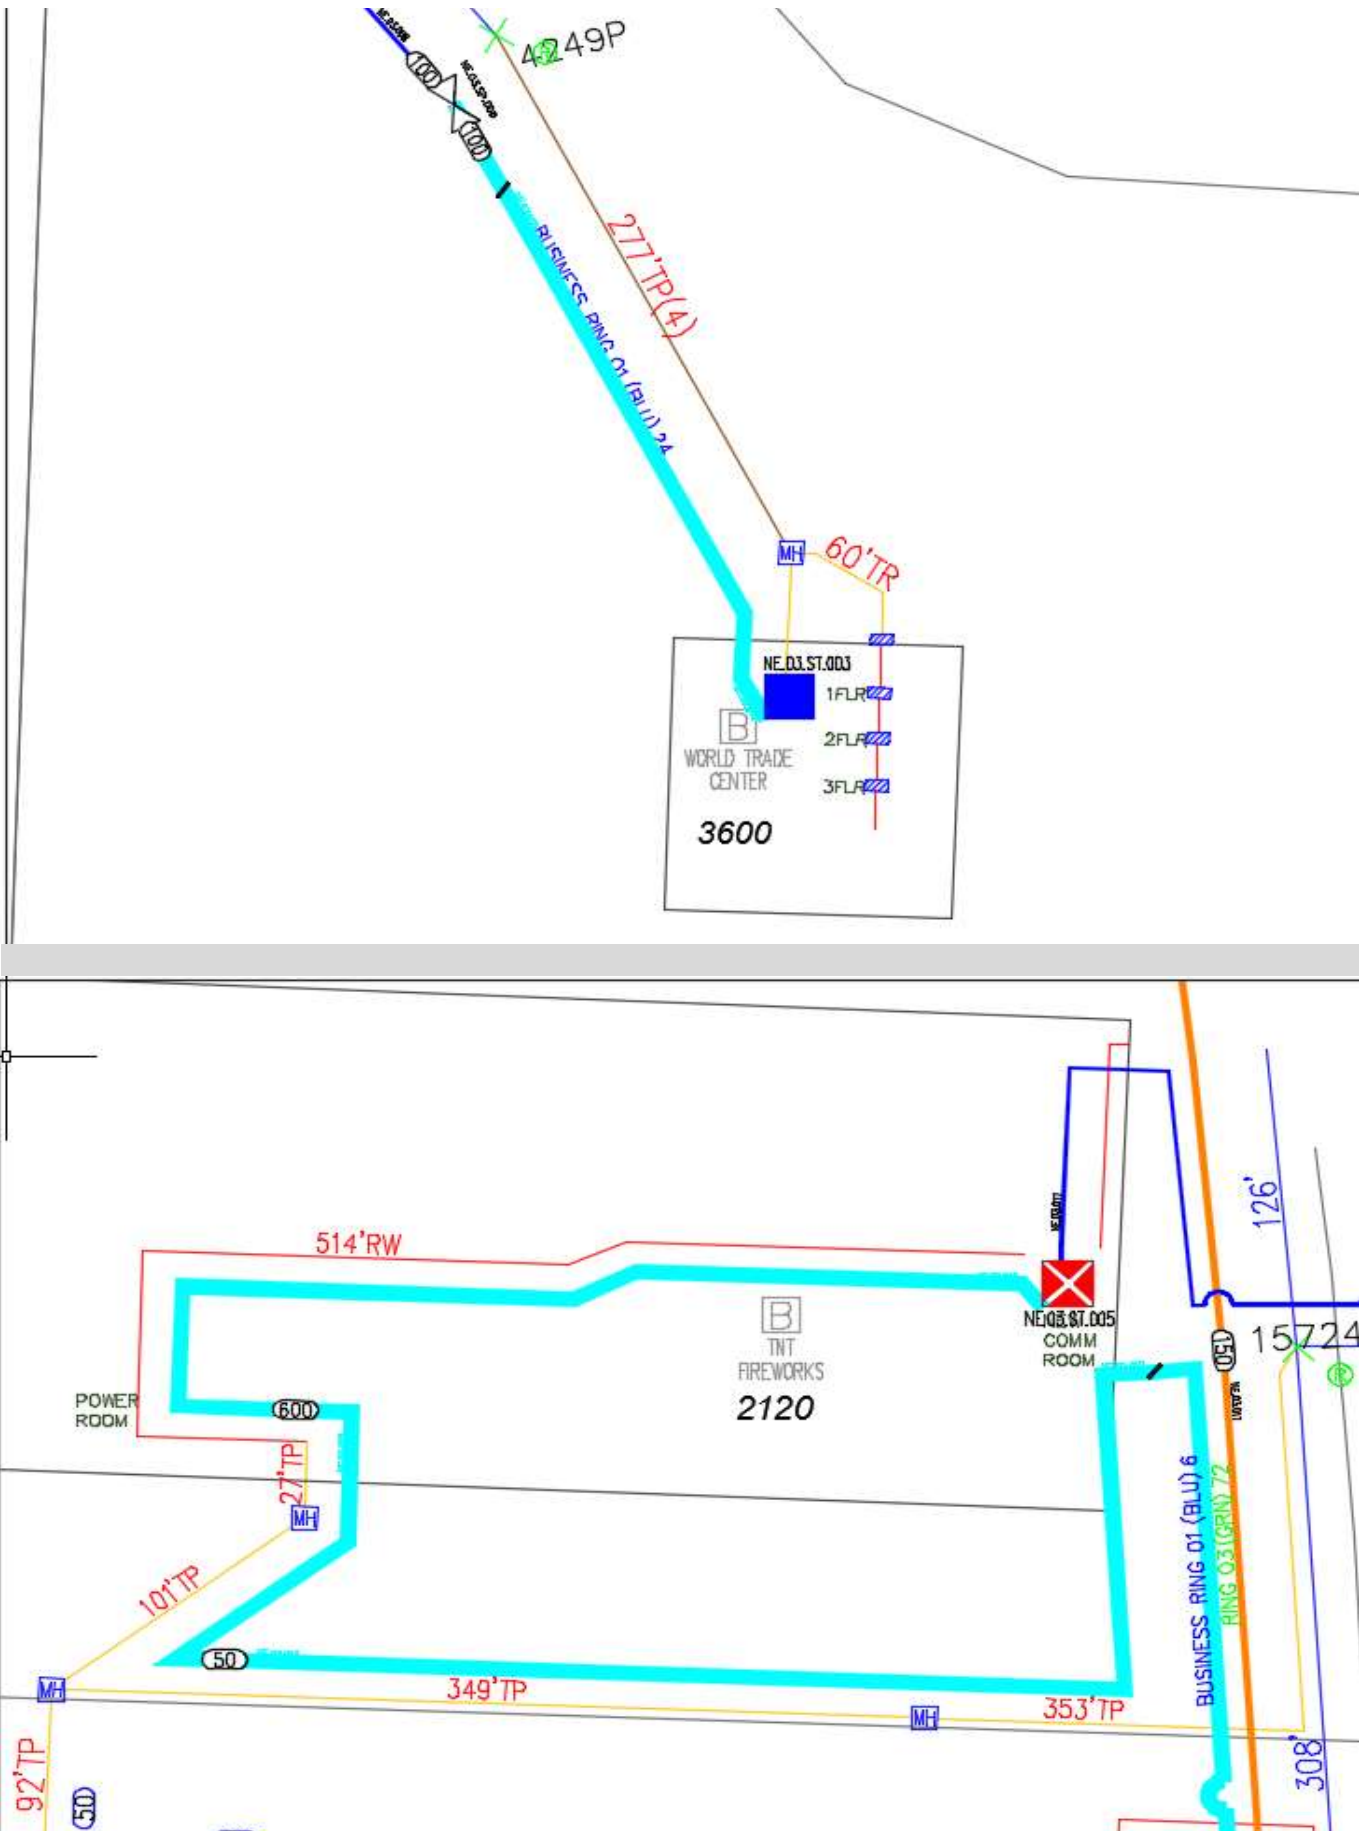 100
4249P
100
277'TP(4)
BUSINESS RING 01 (BLU) 24
MH
60'TR
NE.03.ST.003
1FLR
2FLR
3FLR
B
WORLD TRADE
CENTER
3600
126'
514'RW
NE.03.ST.005
COMM
ROOM
B
TNT
FIREWORKS
2120
15724
150
POWER
ROOM
600
27'TP
MH
101'TP
50
BUSINESS RING 01 (BLU) 6
RING 03 (GRN) 72
MH
349'TP
353'TP
MH
92'TP
50
308'